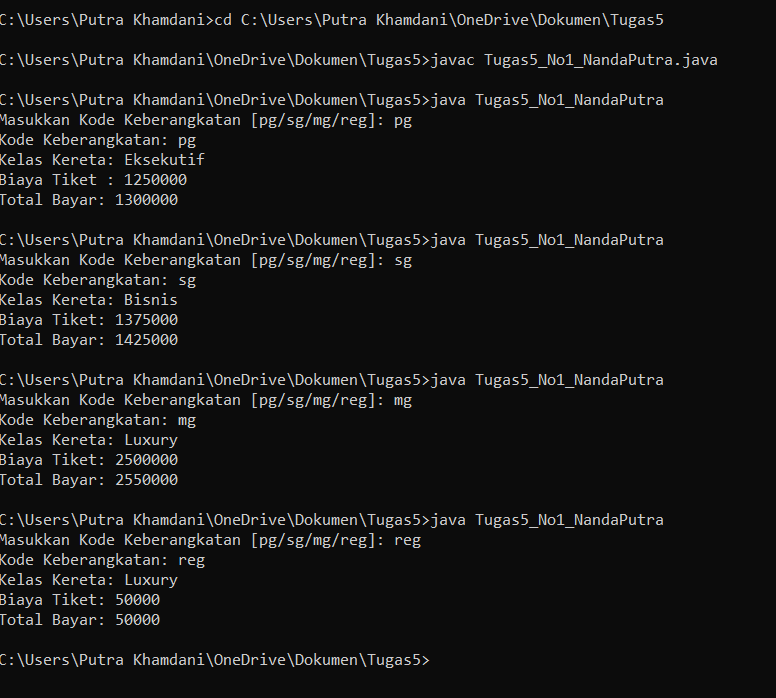 C:\Users\Putra Khamdani>cd C:\Users\Putra Khamdani\OneDrive\Dokumen\Tugas5
C:\Users\Putra Khamdani\OneDrive\Dokumen\Tugas5>javac Tugas5_No1_NandaPutra.java
C:\Users\Putra Khamdani\OneDrive\Dokumen\Tugas5>java Tugas5_No1_NandaPutra
Masukkan Kode Keberangkatan [pg/sg/mg/reg]: pg
Kode Keberangkatan: pg
Kelas Kereta: Eksekutif
Biaya Tiket : 1250000
Total Bayar: 1300000
C:\Users\Putra Khamdani\OneDrive\Dokumen\Tugas5>java Tugas5_No1_NandaPutra
Masukkan Kode Keberangkatan [pg/sg/mg/reg]: sg
Kode Keberangkatan: sg
Kelas Kereta: Bisnis
Biaya Tiket: 1375000
Total Bayar: 1425000
C:\Users\Putra Khamdani\OneDrive\Dokumen\Tugas5>java Tugas5_No1_NandaPutra
Masukkan Kode Keberangkatan [pg/sg/mg/reg]: mg
Kode Keberangkatan: mg
Kelas Kereta: Luxury
Biaya Tiket: 2500000
Total Bayar: 2550000
C:\Users\Putra Khamdani\OneDrive\Dokumen\Tugas5>java Tugas5_No1_NandaPutra
Masukkan Kode Keberangkatan [pg/sg/mg/reg]: reg
Kode Keberangkatan: reg
Kelas Kereta: Luxury
Biaya Tiket: 50000
Total Bayar: 50000
C:\Users\Putra Khamdani\OneDrive\Dokumen\Tugas5>